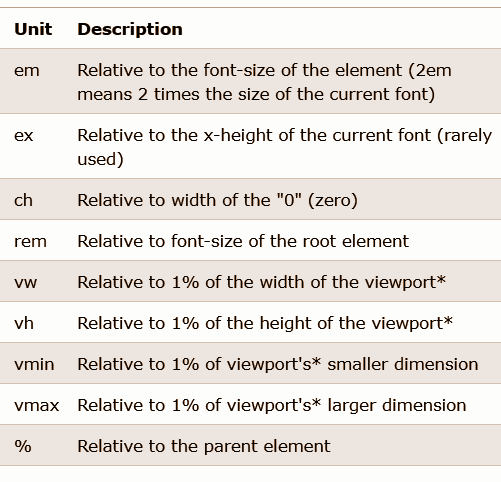 Unit Description
em Relative to the font-size of the element (2em
means 2 times the size of the current font)
ex Relative to the x-height of the current font (rarely
used)
ch Relative to width of the "0" (zero)
rem Relative to font-size of the root element
vw Relative to 1% of the width of the viewport*
vh Relative to 1% of the height of the viewport*
vmin Relative to 1% of viewport's* smaller dimension
vmax Relative to 1% of viewport's* larger dimension
% Relative to the parent element